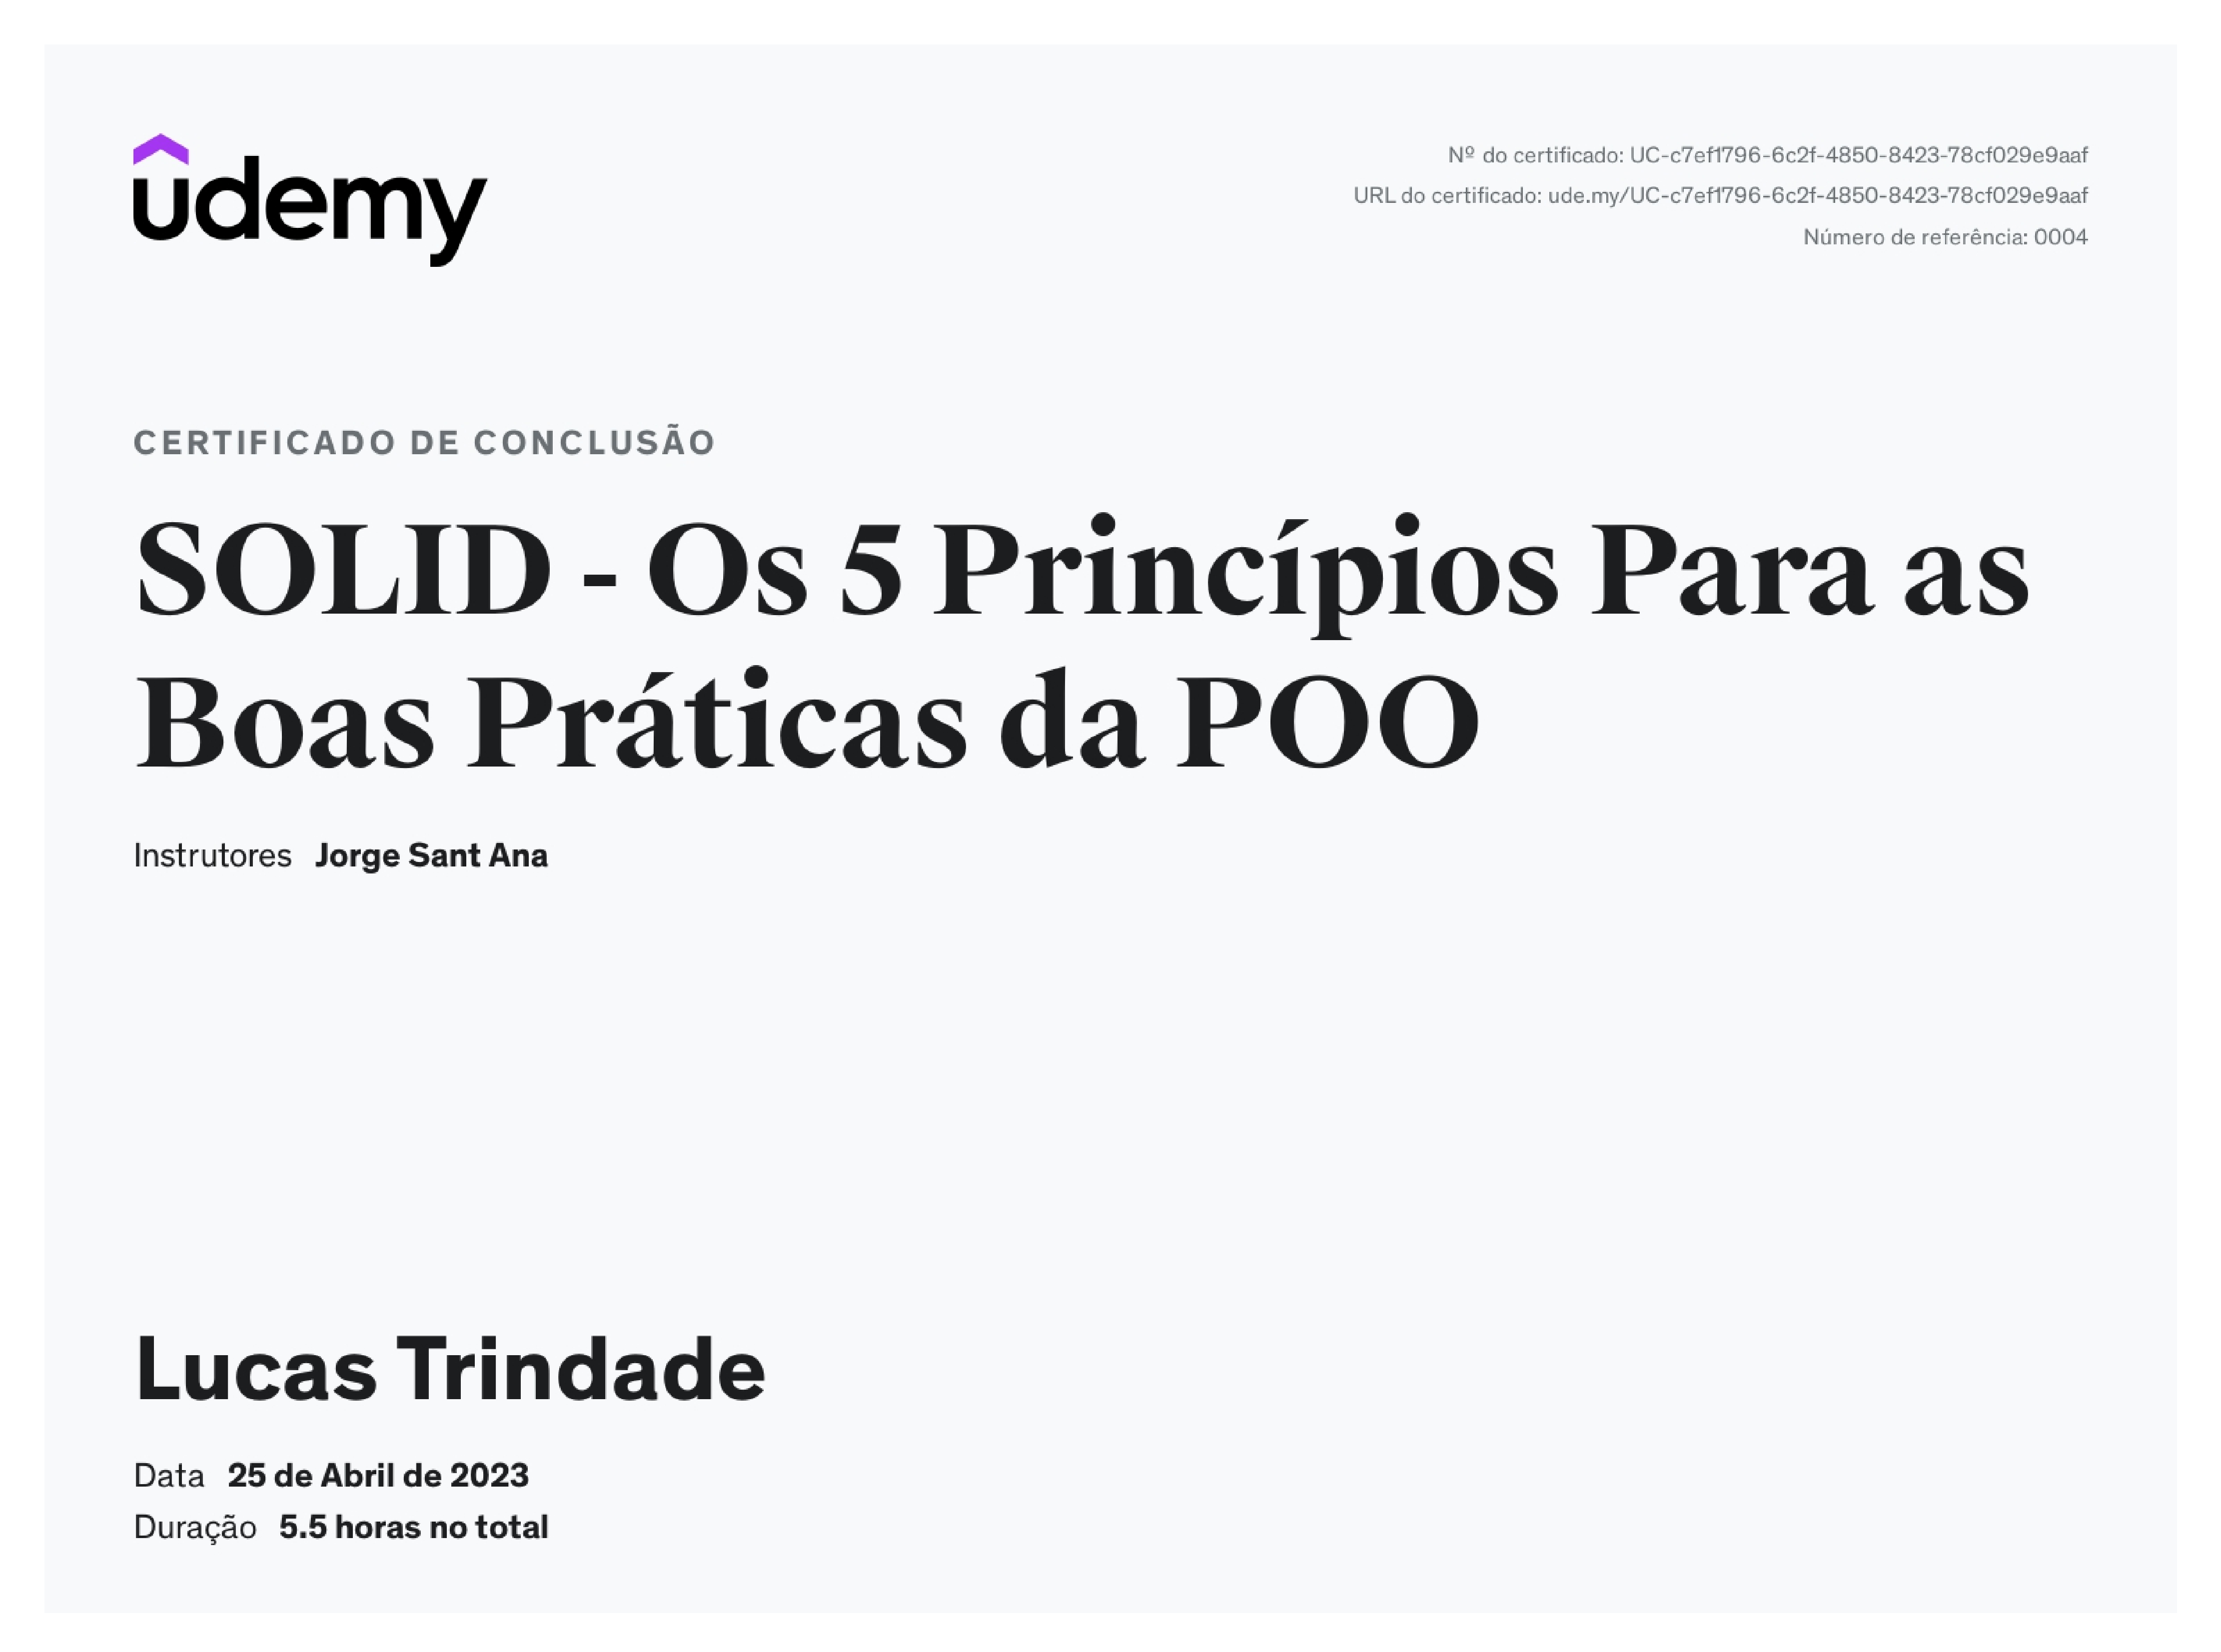 udemy
Nº do certificado: UC-c7ef1796-6c2f-4850-8423-78cf029e9aaf
URL do certificado: ude.my/UC-c7ef1796-6c2f-4850-8423-78cf029e9aaf
Número de referência: 0004
CERTIFICADO DE CONCLUSÃO
SOLID - Os 5 Princípios Para as
Boas Práticas da POO
Instrutores Jorge Sant Ana
Lucas Trindade
Data 25 de Abril de 2023
Duração 5.5 horas no total